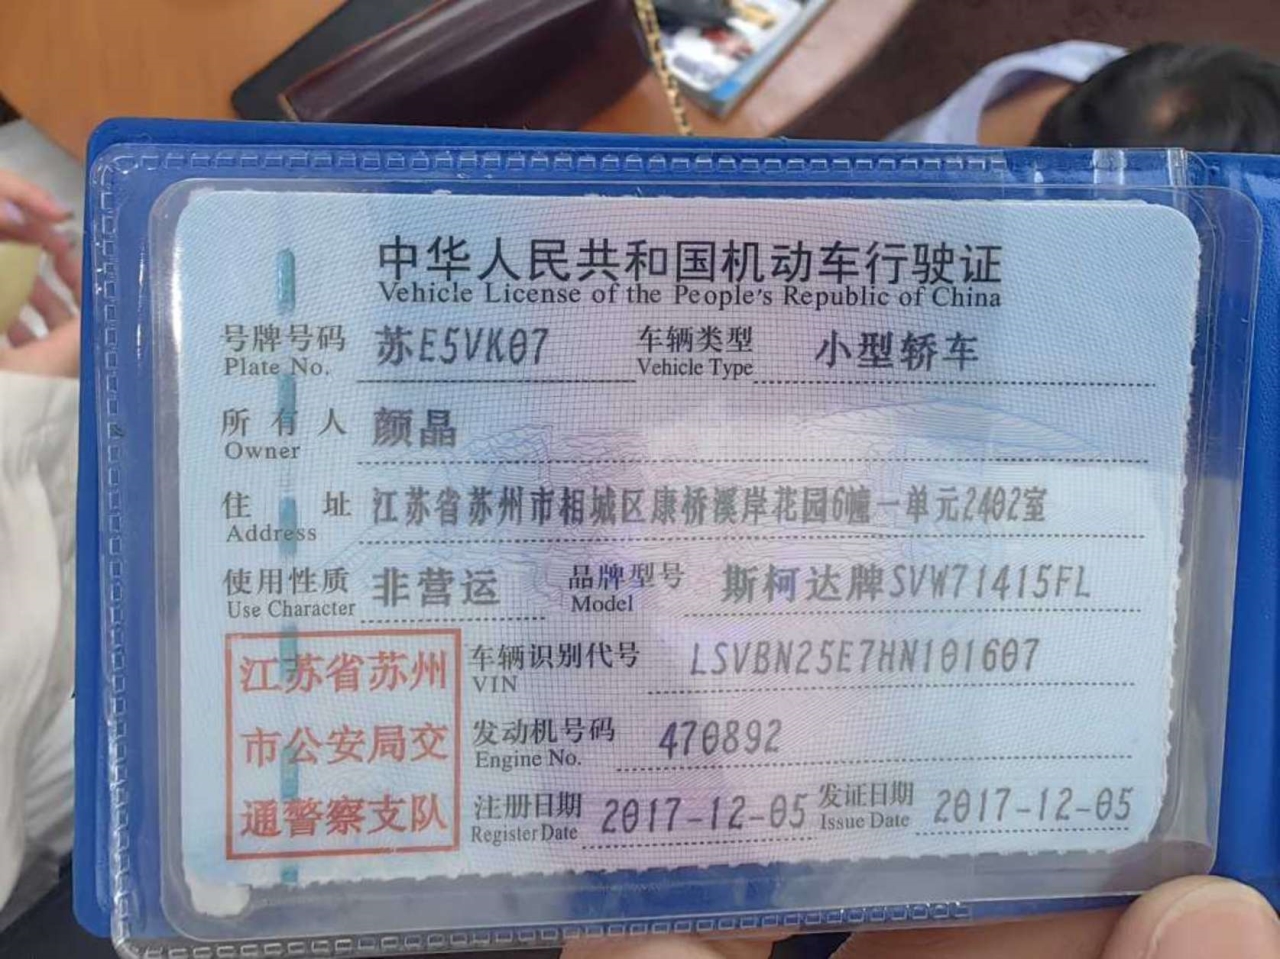 中华人民共和国机动车行驶证
Vehicle License of the People's Republic of China
号牌号码 苏E5VK07 车辆类型 小型轿车
Plate No. Vehicle Type
所有人 颜晶
Owner
住址 江苏省苏州市相城区康桥溪岸花园6幢一单元2402室
Address
使用性质 非营运 品牌型号 斯柯达牌SVW71415FL
Use Character Model
江苏省苏州
市公安局交
通警察支队
车辆识别代号 LSVBN25E7HN101607
VIN
发动机号码 470892
Engine No.
注册日期 2017-12-05 发证日期 2017-12-05
Register Date Issue Date